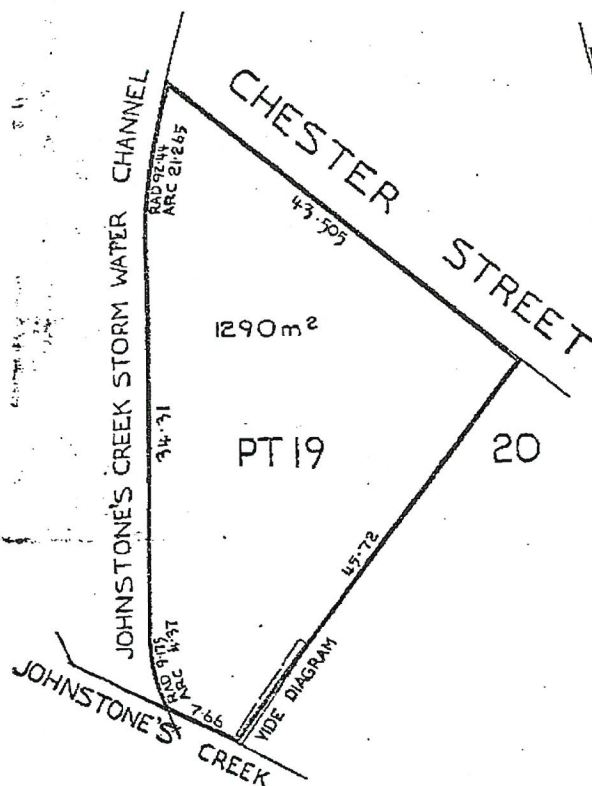 CHESTER STREET
43·505
JOHNSTONE'S CREEK STORM WATER CHANNEL
RAD 92·44
ARC 21·265
1290m²
34·31
PT 19
20
45·72
RAD 9·175
ARC 4·37
7·66
VIDE DIAGRAM
JOHNSTONE'S CREEK